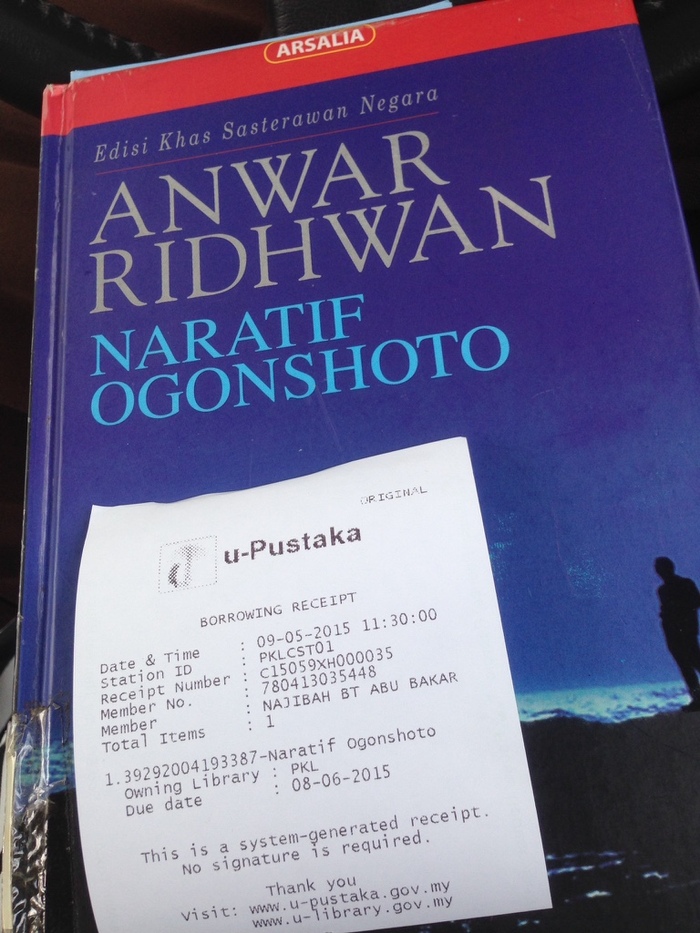 ARSALIA
Edisi Khas Sasterawan Negara
ANWAR
RIDHWAN
NARATIF
OGONSHOTO
ORIGINAL
u-Pustaka
BORROWING RECEIPT
Date & Time : 09-05-2015 11:30:00
Station ID : PKLCST01
Receipt Number : C15059XH000035
Member No. : 780413035448
Member : NAJIBAH BT ABU BAKAR
Total Items : 1
1.39292004193387-Naratif Ogonshoto
Owning Library : PKL
Due date : 08-06-2015
This is a system-generated receipt.
No signature is required.
Thank you
Visit: www.u-pustaka.gov.my
www.u-library.gov.my